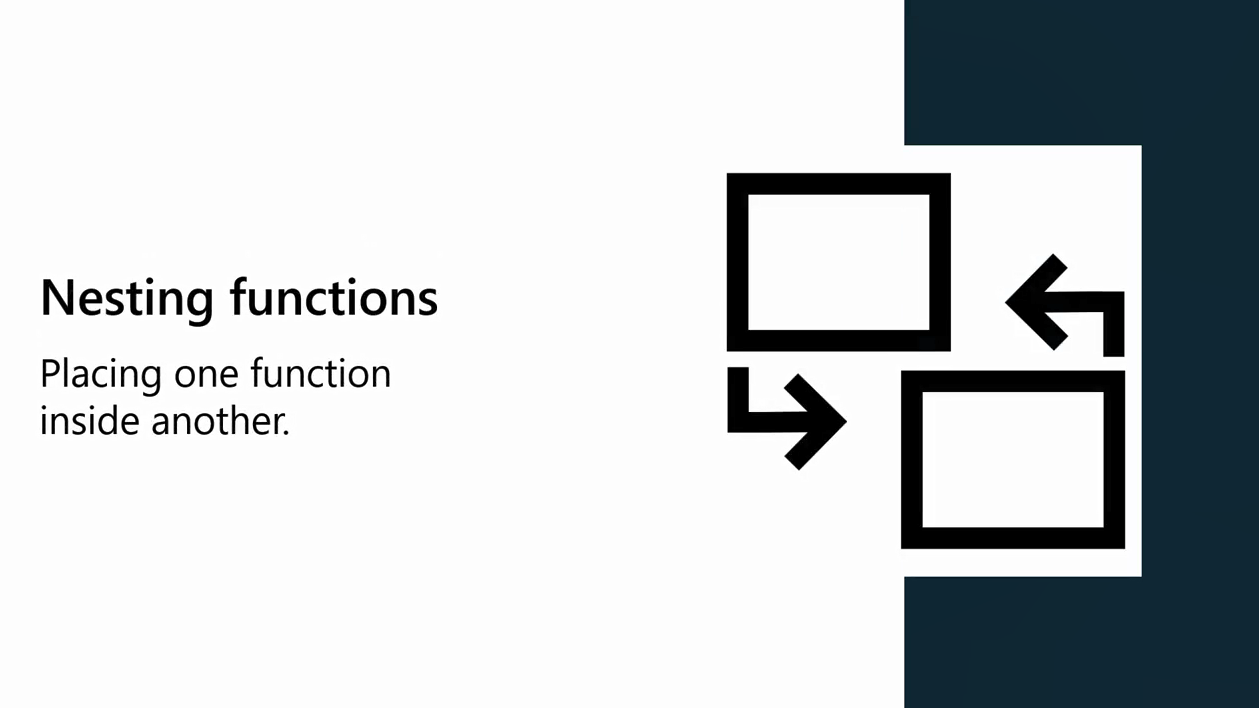 Nesting functions
Placing one function
inside another.